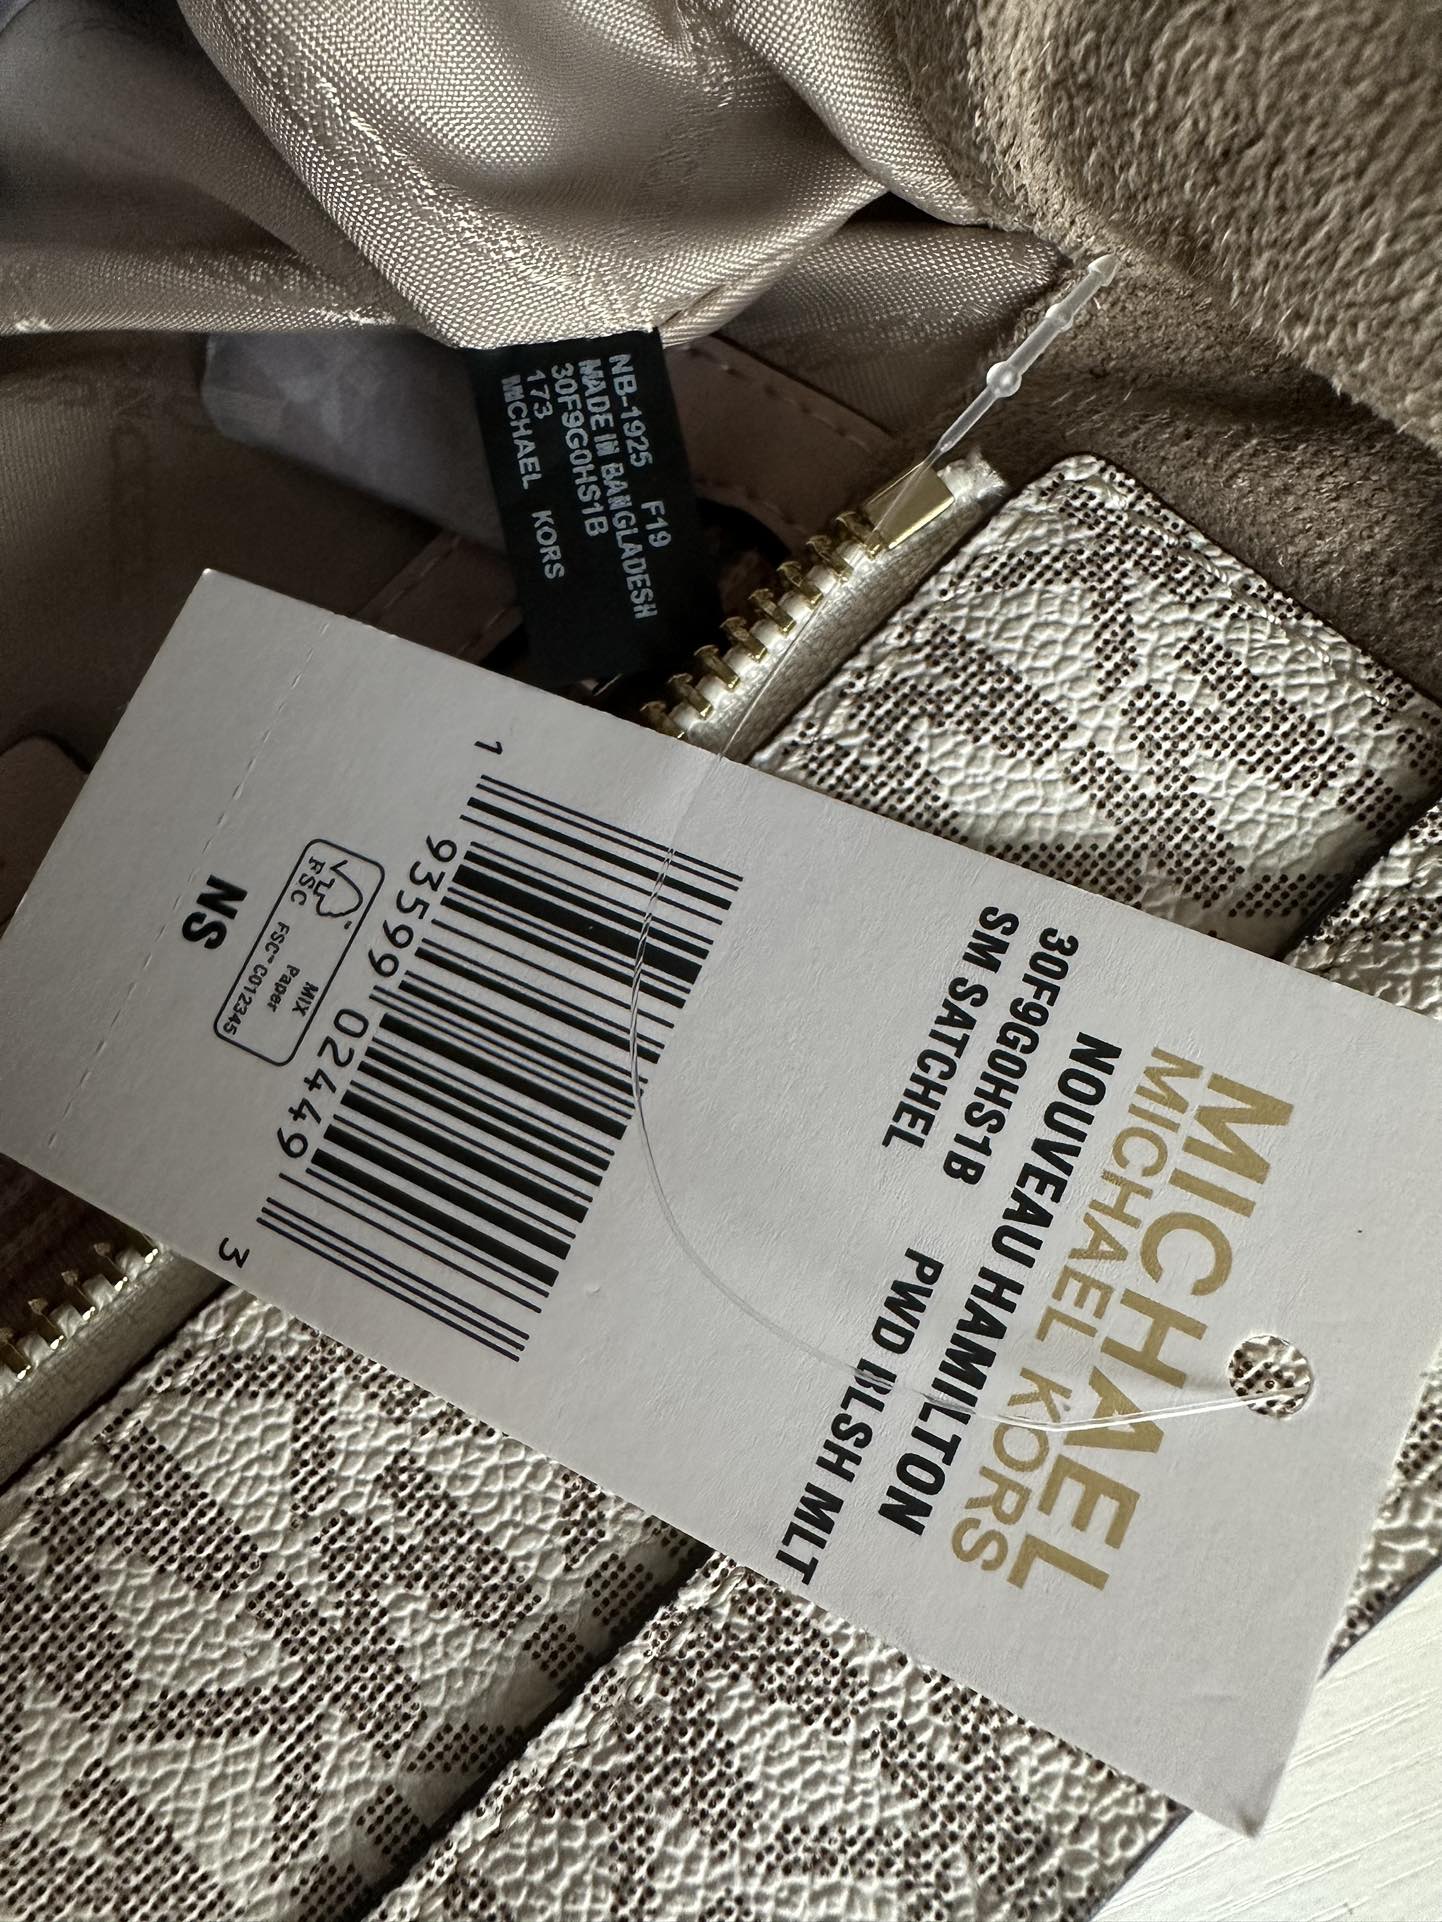 NB-1925 F19
MADE IN BANGLADESH
30F9G0HS1B
173
MICHAEL KORS
MICHAEL
MICHAEL KORS
NOUVEAU HAMILTON
30F9G0HS1B PWD BLSH MLT
SM SATCHEL
1 93599 02449 3
FSC
MIX
Paper
FSC™ C012345
NS